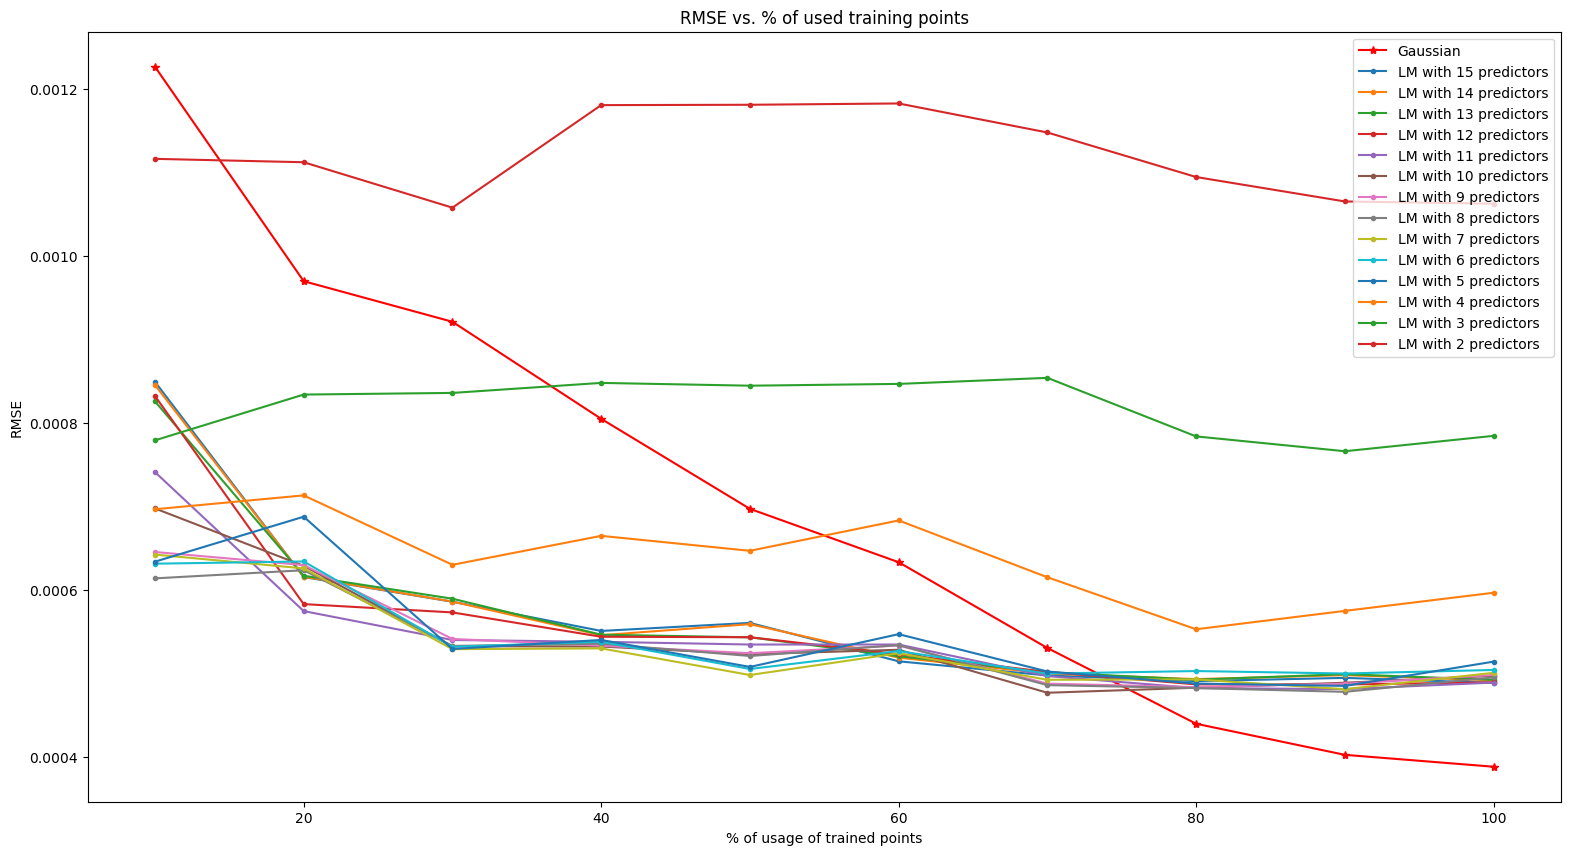 RMSE vs. % of used training points
Gaussian
LM with 15 predictors
LM with 14 predictors
LM with 13 predictors
LM with 12 predictors
LM with 11 predictors
LM with 10 predictors
LM with 9 predictors
LM with 8 predictors
LM with 7 predictors
LM with 6 predictors
LM with 5 predictors
LM with 4 predictors
LM with 3 predictors
LM with 2 predictors
RMSE
0.0012
0.0010
0.0008
0.0006
0.0004
20
40
60
80
100
% of usage of trained points